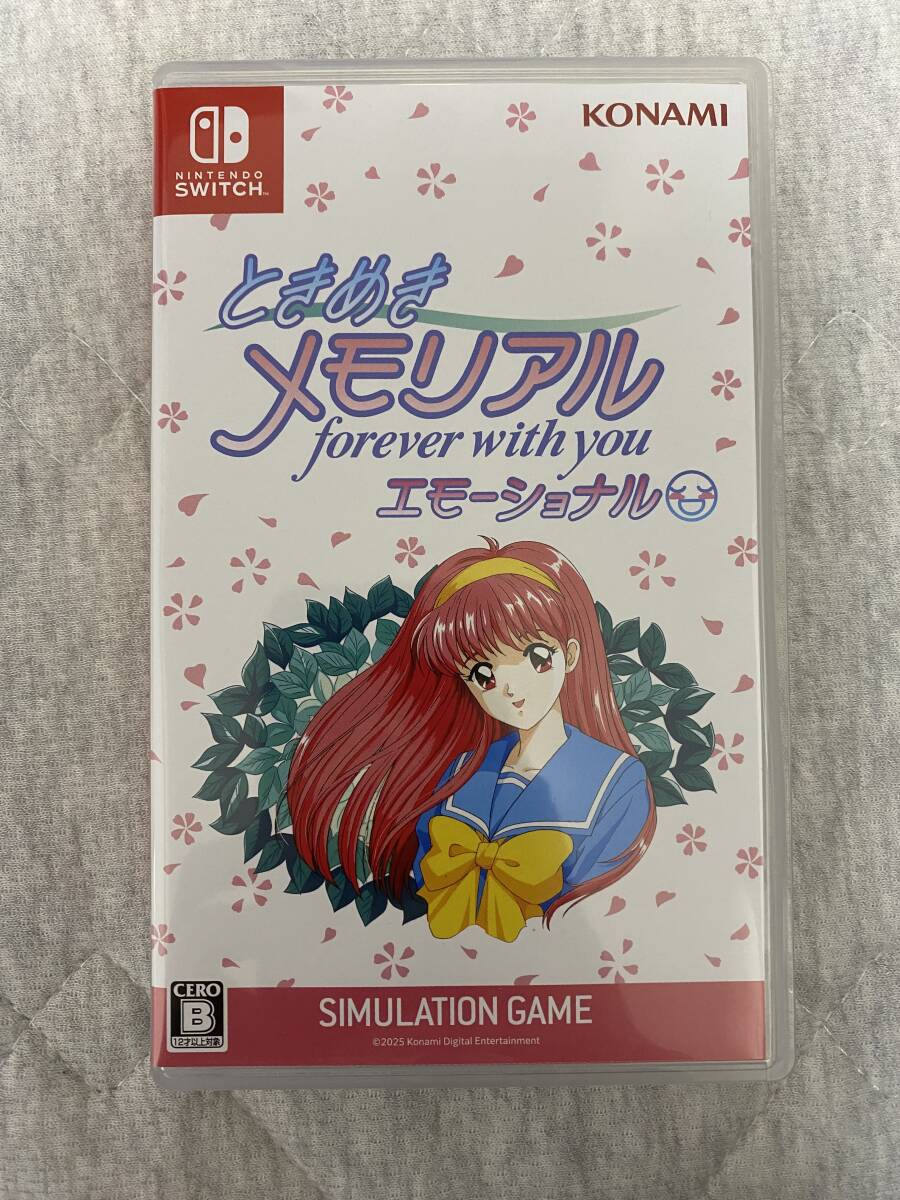 NINTENDO
SWITCH™
KONAMI
ときめき
メモリアル
forever with you
エモーショナル
CERO
B
12才以上対象
SIMULATION GAME
©2025 Konami Digital Entertainment